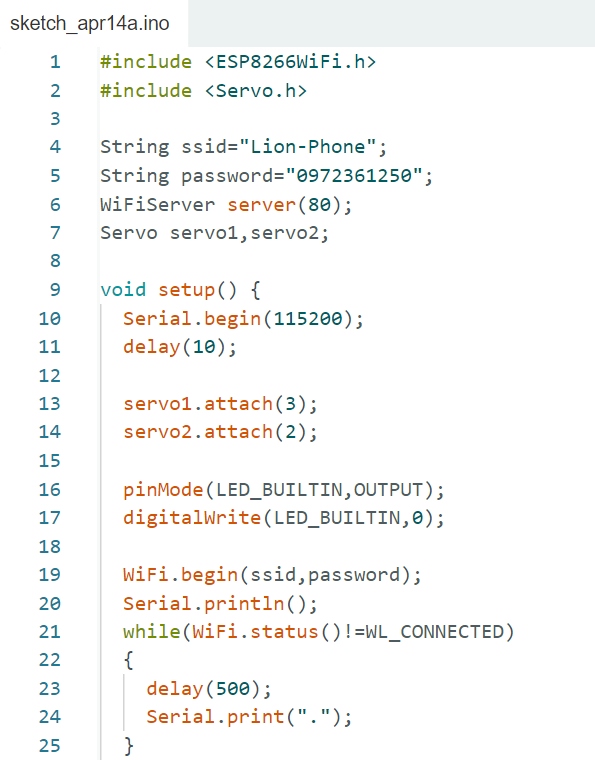 sketch_apr14a.ino
1 #include <ESP8266WiFi.h>
2 #include <Servo.h>
3
4 String ssid="Lion-Phone";
5 String password="0972361250";
6 WiFiServer server(80);
7 Servo servo1,servo2;
8
9 void setup() {
10 Serial.begin(115200);
11 delay(10);
12
13 servo1.attach(3);
14 servo2.attach(2);
15
16 pinMode(LED_BUILTIN,OUTPUT);
17 digitalWrite(LED_BUILTIN,0);
18
19 WiFi.begin(ssid,password);
20 Serial.println();
21 while(WiFi.status()!=WL_CONNECTED)
22 {
23 delay(500);
24 Serial.print(".");
25 }